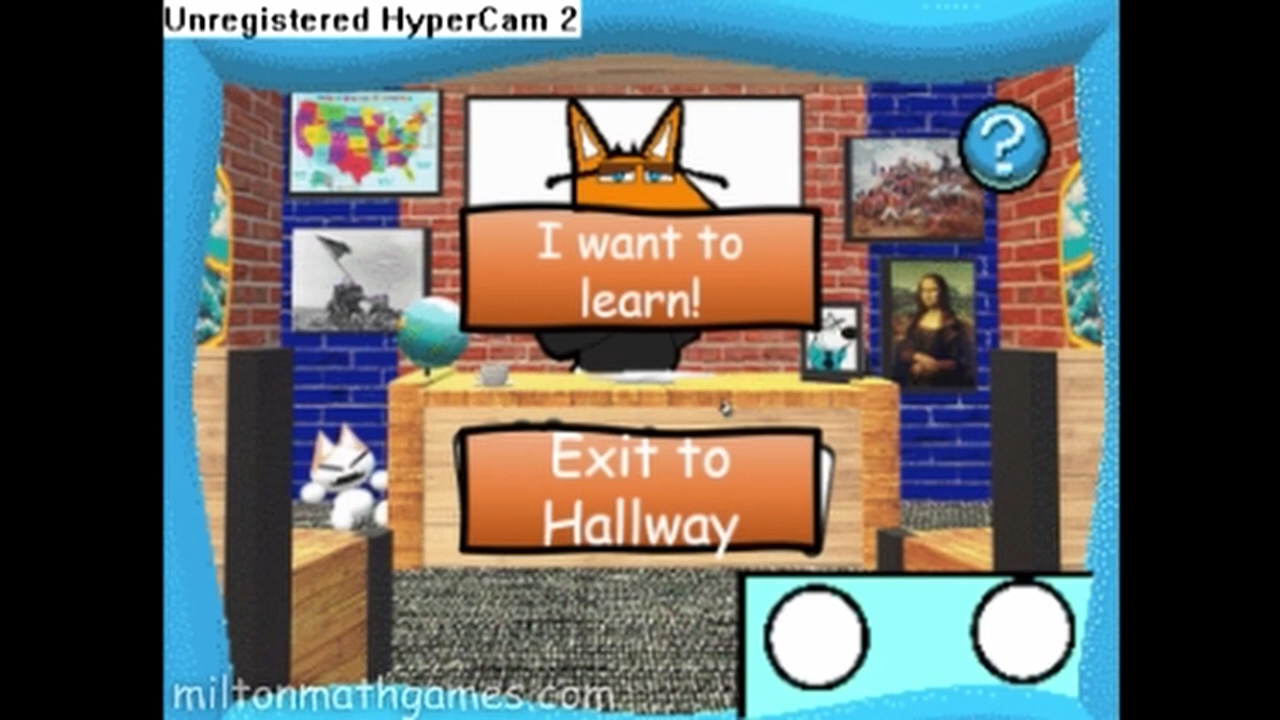 Unregistered HyperCam 2
?
I want to
learn!
Exit to
Hallway
miltonmathgames.com